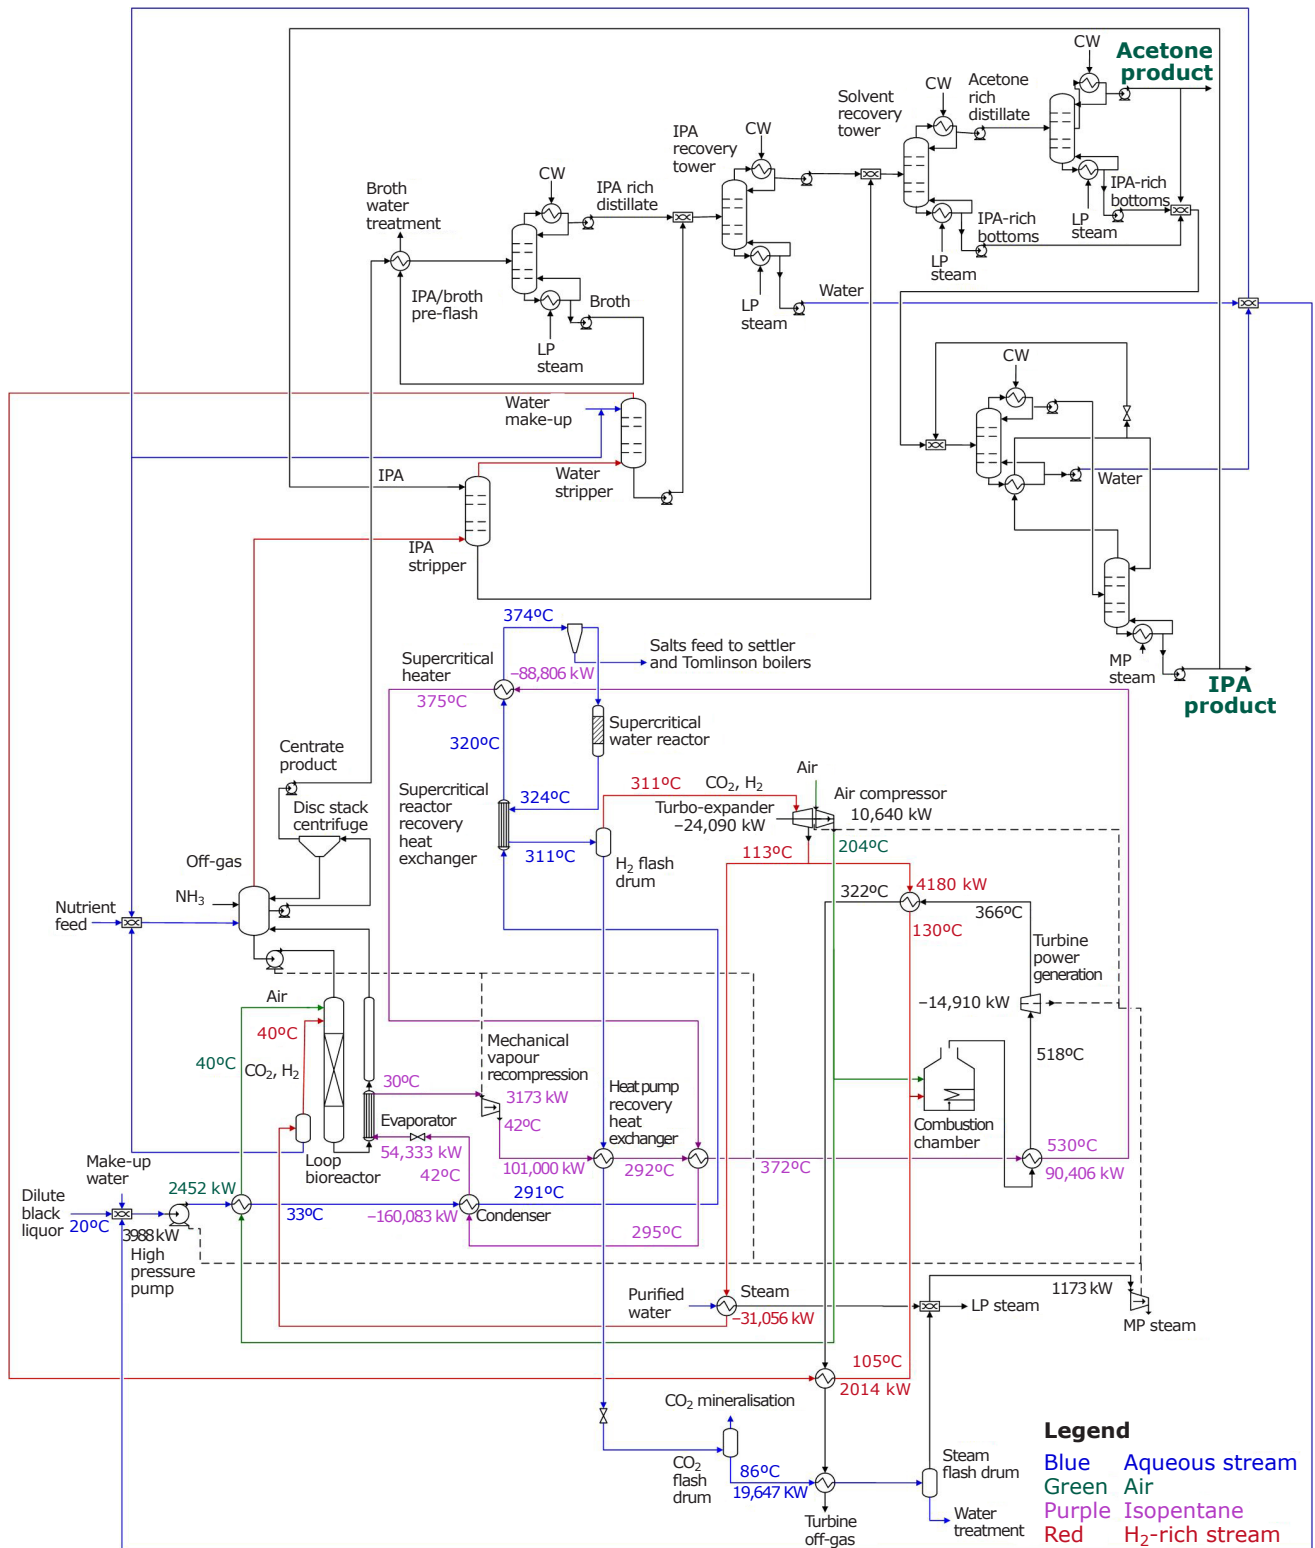 CW
Acetone
product
CW
Acetone
rich
distillate
Solvent
recovery
tower
CW
IPA
recovery
tower
CW
IPA rich
distillate
Broth
water
treatment
IPA-rich
bottoms
LP
steam
IPA-rich
bottoms
LP
steam
IPA/broth
pre-flash
Broth
LP
steam
LP
steam
Water
CW
Water
make-up
IPA
Water
stripper
Water
IPA
stripper
374ºC
Salts feed to settler
and Tomlinson boilers
MP
steam
IPA
product
Supercritical
heater
−88,806 kW
375ºC
Supercritical
water reactor
320ºC
Centrate
product
311ºC
CO2, H2
Air
Air compressor
10,640 kW
Supercritical
reactor
recovery
heat
exchanger
324ºC
Turbo-expander
−24,090 kW
Disc stack
centrifuge
311ºC
H2 flash
drum
113ºC
204ºC
Off-gas
NH3
322ºC
4180 kW
366ºC
130ºC
Nutrient
feed
Turbine
power
generation
−14,910 kW
Air
40ºC
40ºC
CO2, H2
Mechanical
vapour
recompression
518ºC
30ºC
3173 kW
Heat pump
recovery
heat
exchanger
42ºC
Evaporator
54,333 kW
Combustion
chamber
Loop
bioreactor
42ºC
101,000 kW
292ºC
372ºC
530ºC
90,406 kW
Make-up
water
Dilute
black
liquor
20ºC
2452 kW
33ºC
−160,083 kW
Condenser
291ºC
295ºC
3988 kW
High
pressure
pump
Purified
water
Steam
−31,056 kW
1173 kW
LP steam
MP steam
105ºC
2014 kW
CO2 mineralisation
CO2
flash
drum
86ºC
19,647 KW
Steam
flash drum
Turbine
off-gas
Water
treatment
Legend
Blue Aqueous stream
Green Air
Purple Isopentane
Red H2-rich stream